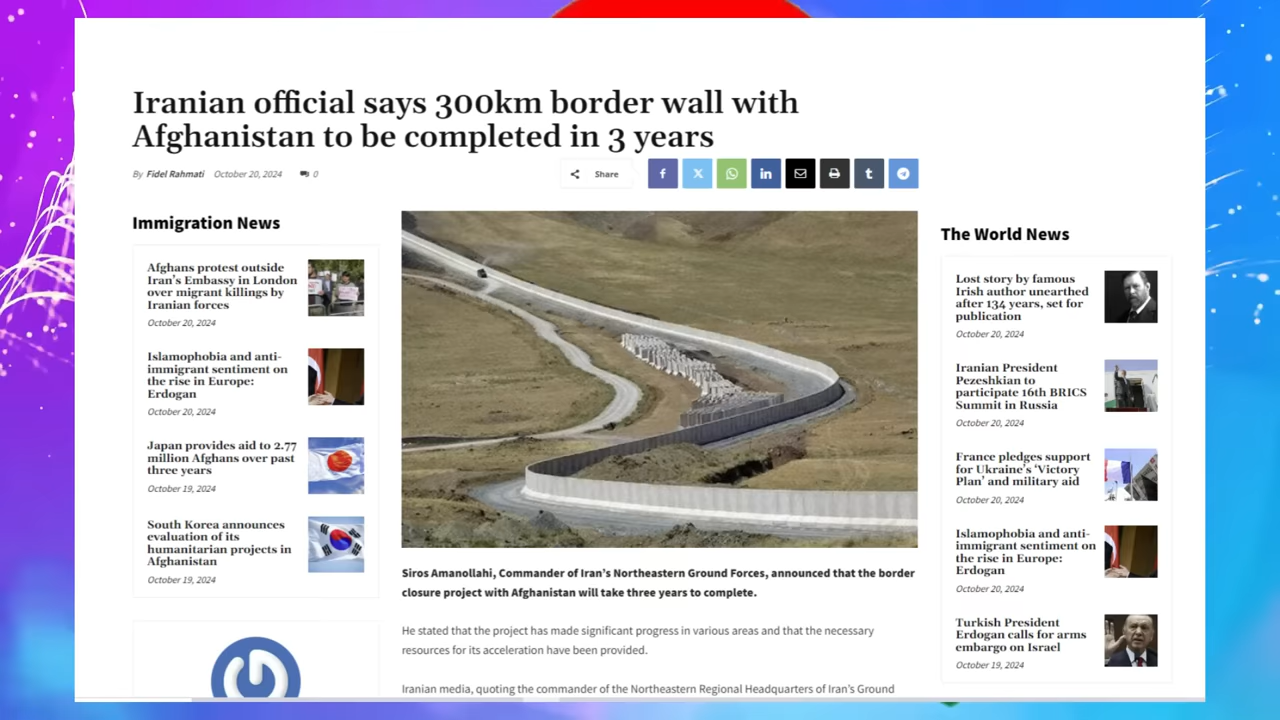 Iranian official says 300km border wall with
Afghanistan to be completed in 3 years
By Fidel Rahmati October 20, 2024 0
Share
Immigration News
Afghans protest outside
Iran's Embassy in London
over migrant killings by
Iranian forces
October 20, 2024
Islamophobia and anti-
immigrant sentiment on
the rise in Europe:
Erdogan
October 20, 2024
Japan provides aid to 2.77
million Afghans over past
three years
October 19, 2024
South Korea announces
evaluation of its
humanitarian projects in
Afghanistan
October 19, 2024
Siros Amanollahi, Commander of Iran's Northeastern Ground Forces, announced that the border
closure project with Afghanistan will take three years to complete.
He stated that the project has made significant progress in various areas and that the necessary
resources for its acceleration have been provided.
Iranian media, quoting the commander of the Northeastern Regional Headquarters of Iran's Ground
The World News
Lost story by famous
Irish author unearthed
after 134 years, set for
publication
October 20, 2024
Iranian President
Pezeshkian to
participate 16th BRICS
Summit in Russia
October 20, 2024
France pledges support
for Ukraine's ‘Victory
Plan’ and military aid
October 20, 2024
Islamophobia and anti-
immigrant sentiment on
the rise in Europe:
Erdogan
October 20, 2024
Turkish President
Erdogan calls for arms
embargo on Israel
October 19, 2024